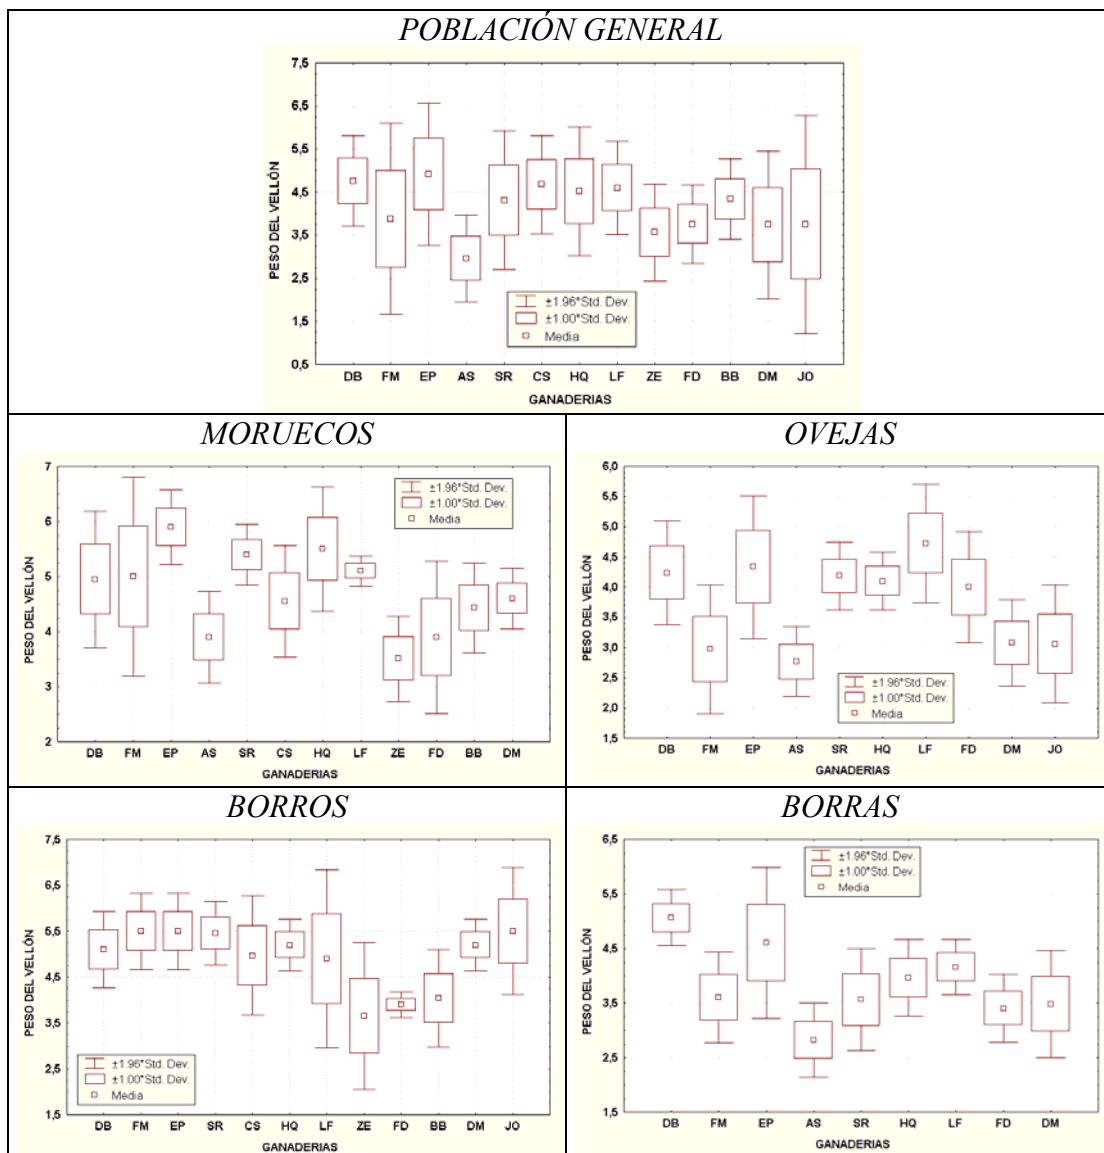 POBLACIÓN GENERAL
7,5
6,5
5,5
4,5
3,5
2,5
1,5
0,5
PESO DEL VELLÓN
±1.96*Std. Dev.
±1.00*Std. Dev.
Media
DB FM EP AS SR CS HQ LF ZE FD BB DM JO
GANADERIAS
MORUECOS
7
6
5
4
3
2
PESO DEL VELLÓN
±1.96*Std. Dev.
±1.00*Std. Dev.
Media
DB FM EP AS SR CS HQ LF ZE FD BB DM
GANADERIAS
OVEJAS
6,0
5,5
5,0
4,5
4,0
3,5
3,0
2,5
2,0
1,5
PESO DEL VELLÓN
±1.96*Std. Dev.
±1.00*Std. Dev.
Media
DB FM EP AS SR HQ LF FD DM JO
GANADERIAS
BORROS
7,5
6,5
5,5
4,5
3,5
2,5
1,5
PESO DEL VELLÓN
±1.96*Std. Dev.
±1.00*Std. Dev.
Media
DB FM EP SR CS HQ LF ZE FD BB DM JO
GANADERIAS
BORRAS
6,5
5,5
4,5
3,5
2,5
1,5
PESO DEL VELLÓN
±1.96*Std. Dev.
±1.00*Std. Dev.
Media
DB FM EP AS SR HQ LF FD DM
GANADERIAS